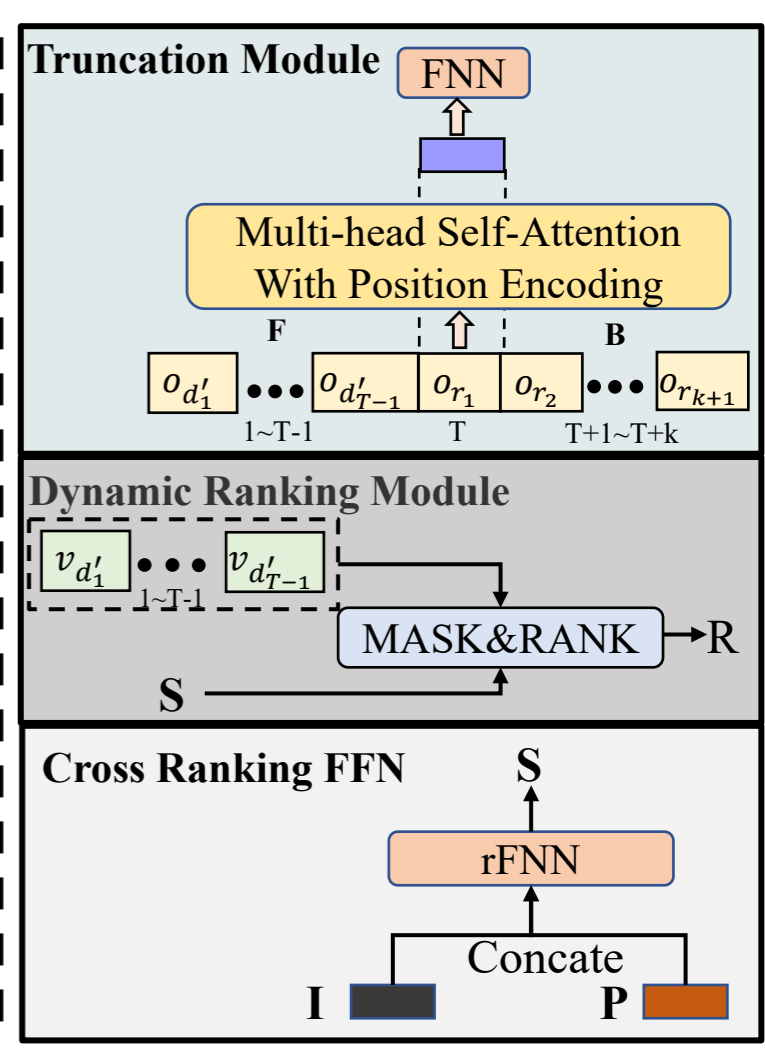 Truncation Module
FNN
Multi-head Self-Attention
With Position Encoding
F
B
o_{d'_1} ••• o_{d'_{T-1}} o_{r_1} o_{r_2} ••• o_{r_{k+1}}
1~T-1 T T+1~T+k
Dynamic Ranking Module
v_{d'_1} ••• v_{d'_{T-1}}
1~T-1
MASK&RANK R
S
Cross Ranking FFN
S
rFNN
Concate
I P